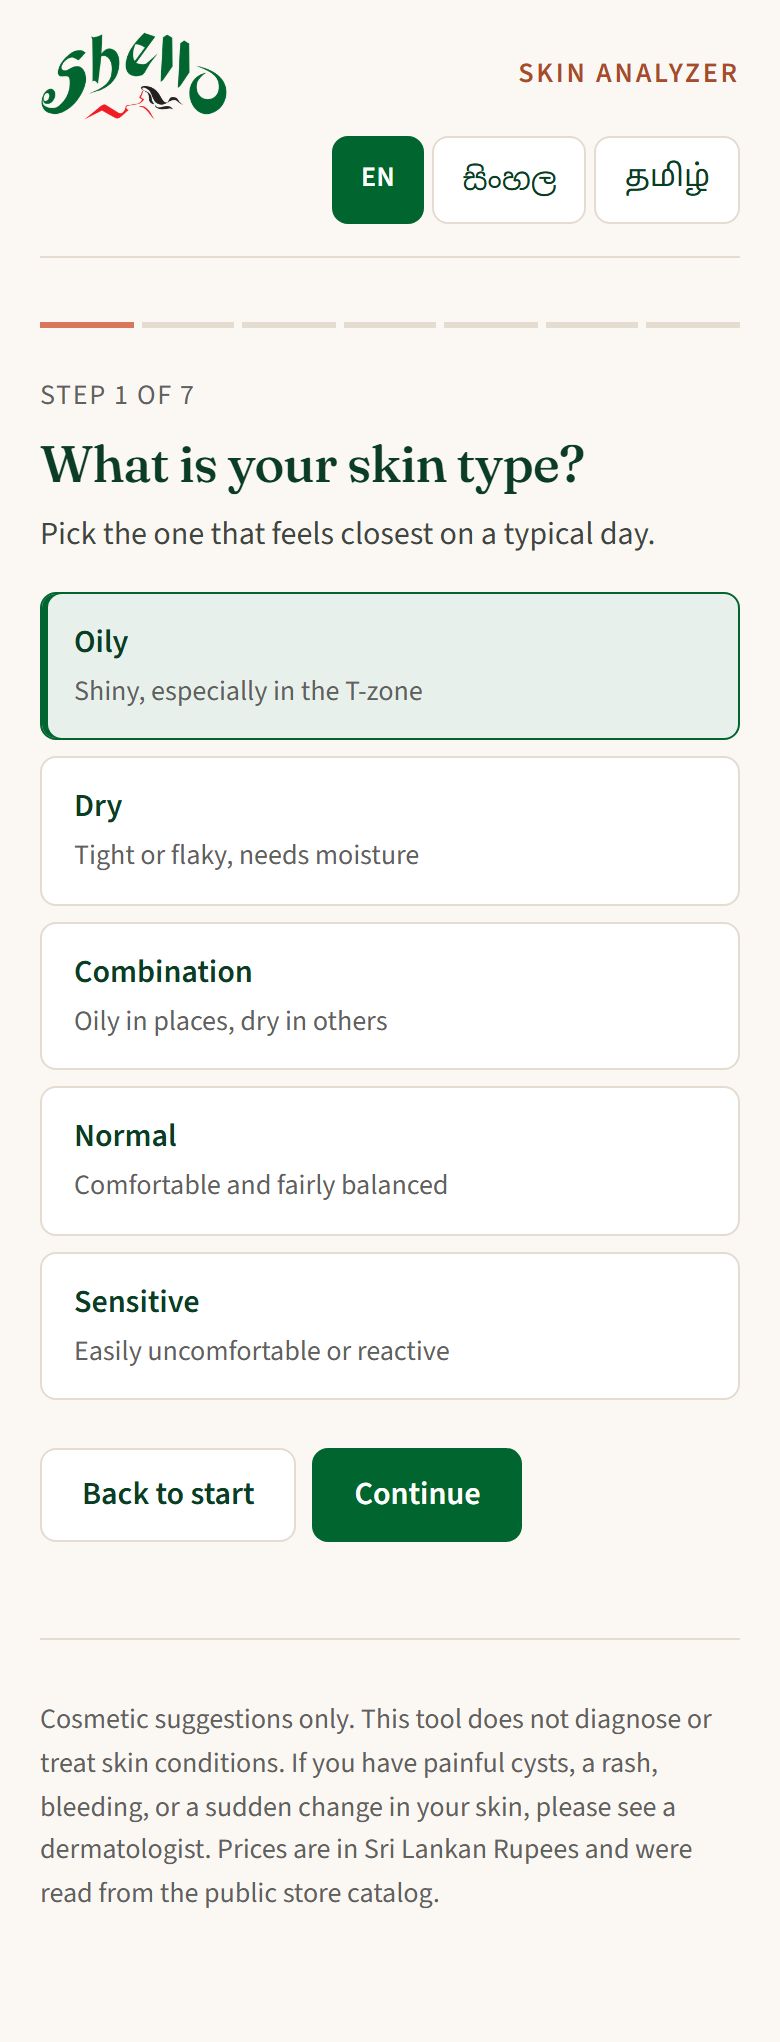 Shello
SKIN ANALYZER
EN
සිංහල
தமிழ்
STEP 1 OF 7
What is your skin type?
Pick the one that feels closest on a typical day.
Oily
Shiny, especially in the T-zone
Dry
Tight or flaky, needs moisture
Combination
Oily in places, dry in others
Normal
Comfortable and fairly balanced
Sensitive
Easily uncomfortable or reactive
Back to start
Continue
Cosmetic suggestions only. This tool does not diagnose or
treat skin conditions. If you have painful cysts, a rash,
bleeding, or a sudden change in your skin, please see a
dermatologist. Prices are in Sri Lankan Rupees and were
read from the public store catalog.